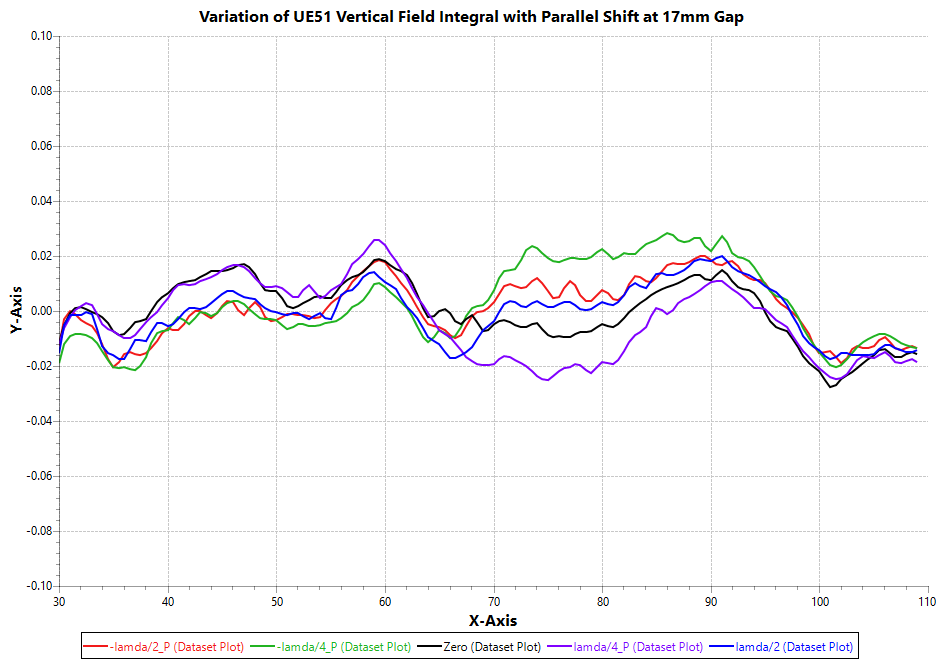 Variation of UE51 Vertical Field Integral with Parallel Shift at 17mm Gap
0.10
0.08
0.06
0.04
0.02
0.00
-0.02
-0.04
-0.06
-0.08
-0.10
Y-Axis
30 40 50 60 70 80 90 100 110
X-Axis
-lamda/2_P (Dataset Plot) -lamda/4_P (Dataset Plot) Zero (Dataset Plot) lamda/4_P (Dataset Plot) lamda/2 (Dataset Plot)